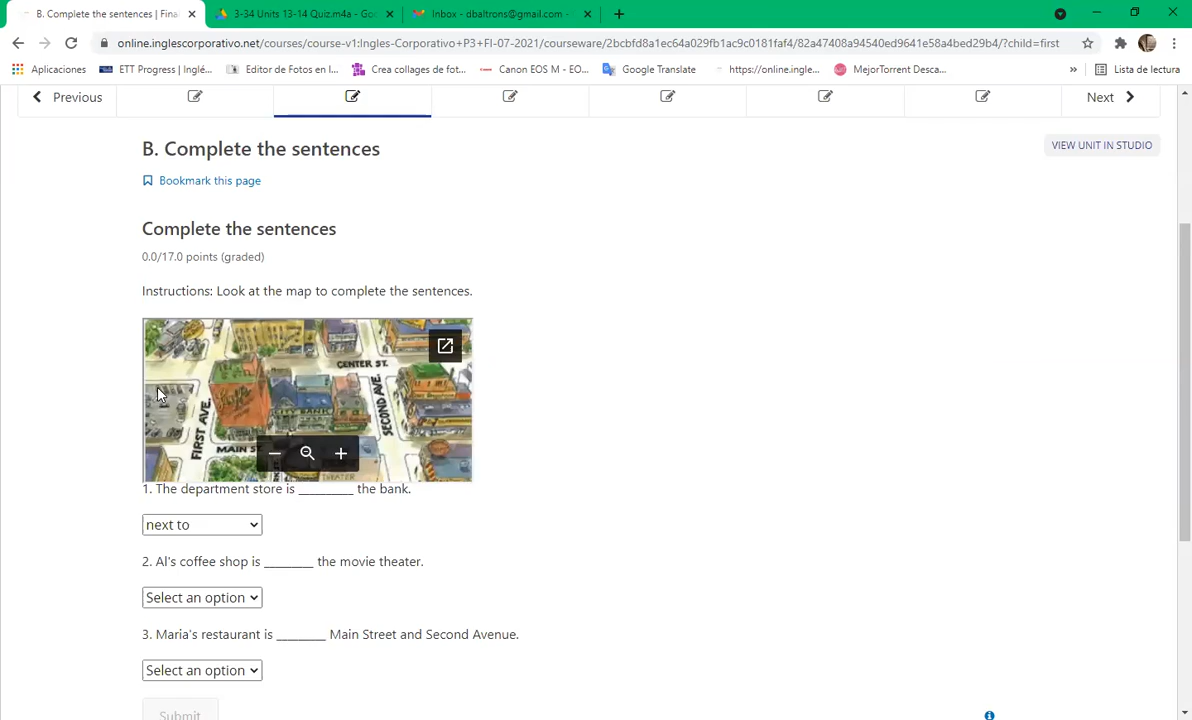 B. Complete the sentences | Fina
3-34 Units 13-14 Quiz.m4a - Goo
Inbox - dbaltrons@gmail.com -
online.inglescorporativo.net/courses/course-v1:Ingles-Corporativo+P3+FI-07-2021/courseware/2bcbfd8a1ec64a029fb1ac9c0181faf4/82a47408a94540ed9641e58a4bed29b4/?child=first
Aplicaciones
ETT Progress | Inglé...
Editor de Fotos en l...
Crea collages de fot...
Canon EOS M - EO...
Google Translate
https://online.ingle...
MejorTorrent Desca...
»
Lista de lectura
Previous
Next
B. Complete the sentences
VIEW UNIT IN STUDIO
Bookmark this page
Complete the sentences
0.0/17.0 points (graded)
Instructions: Look at the map to complete the sentences.
CENTER ST.
CITY BANK
FIRST AVE.
SECOND AVE.
MAIN ST.
THEATER
1. The department store is _________ the bank.
next to
2. Al's coffee shop is ________ the movie theater.
Select an option
3. Maria's restaurant is ________ Main Street and Second Avenue.
Select an option
Submit